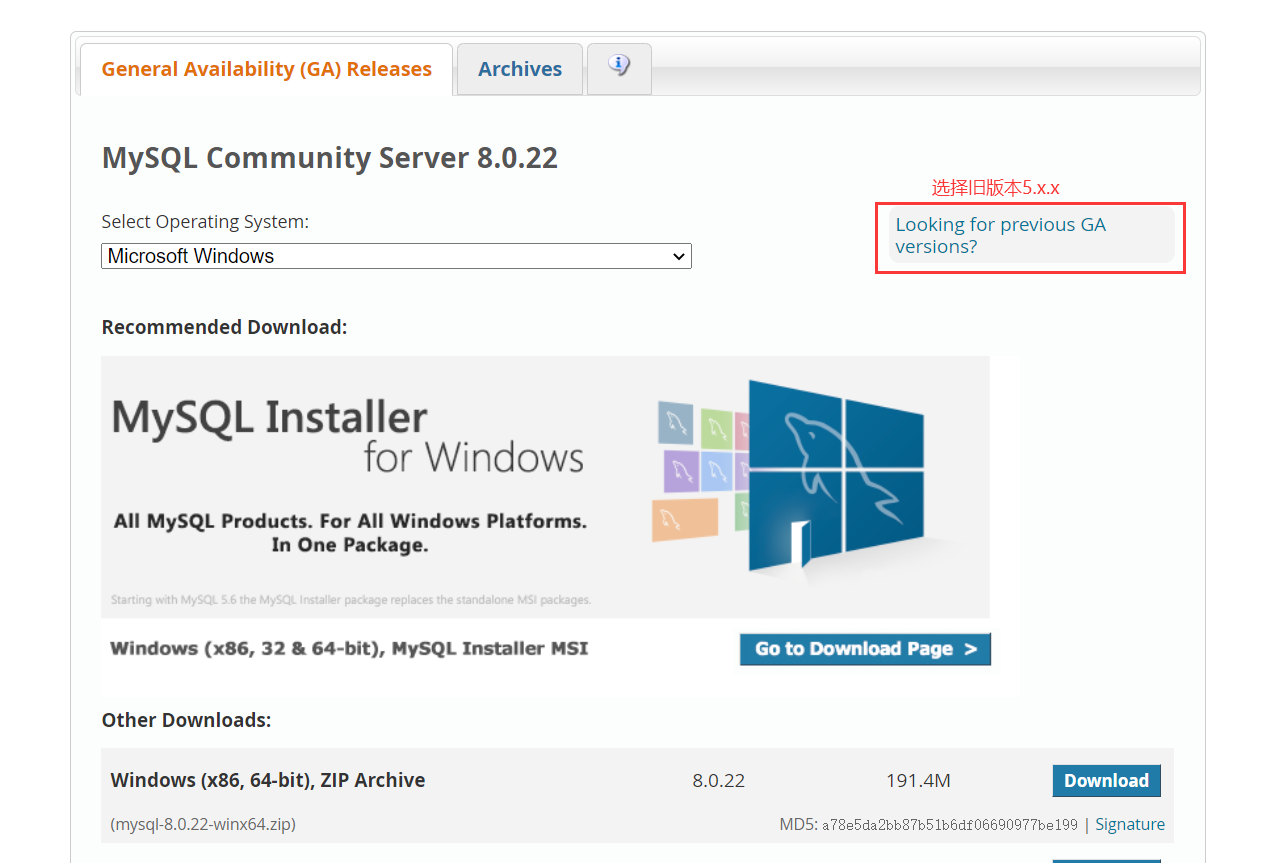 General Availability (GA) Releases
Archives
MySQL Community Server 8.0.22
选择旧版本5.x.x
Select Operating System:
Looking for previous GA
versions?
Microsoft Windows
Recommended Download:
MySQL Installer
for Windows
All MySQL Products. For All Windows Platforms.
In One Package.
Starting with MySQL 5.6 the MySQL Installer package replaces the standalone MSI packages.
Windows (x86, 32 & 64-bit), MySQL Installer MSI
Go to Download Page >
Other Downloads:
Windows (x86, 64-bit), ZIP Archive
8.0.22
191.4M
Download
(mysql-8.0.22-winx64.zip)
MD5: a78e5da2bb87b51b6df06690977be199 | Signature